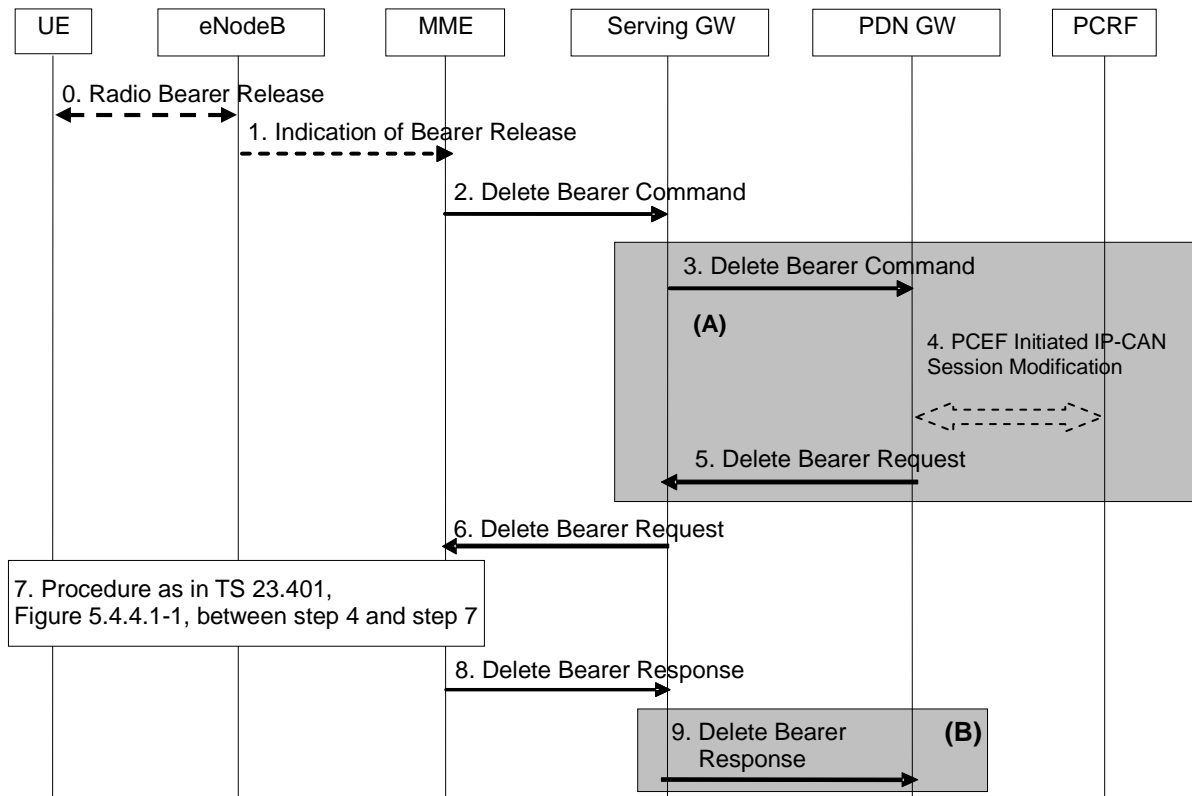 UE eNodeB MME Serving GW PDN GW PCRF
0. Radio Bearer Release
1. Indication of Bearer Release
2. Delete Bearer Command
3. Delete Bearer Command
(A)
4. PCEF Initiated IP-CAN
Session Modification
5. Delete Bearer Request
6. Delete Bearer Request
7. Procedure as in TS 23.401,
Figure 5.4.4.1-1, between step 4 and step 7
8. Delete Bearer Response
9. Delete Bearer
Response
(B)